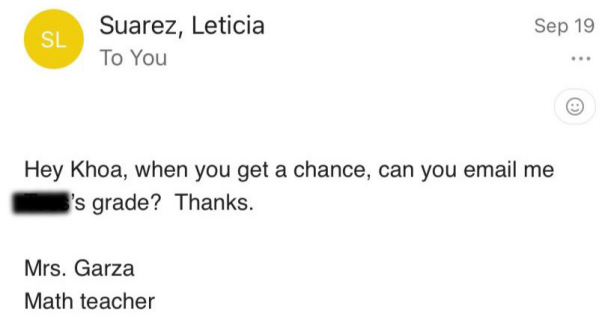 SL
Suarez, Leticia
Sep 19
To You
Hey Khoa, when you get a chance, can you email me
's grade? Thanks.
Mrs. Garza
Math teacher